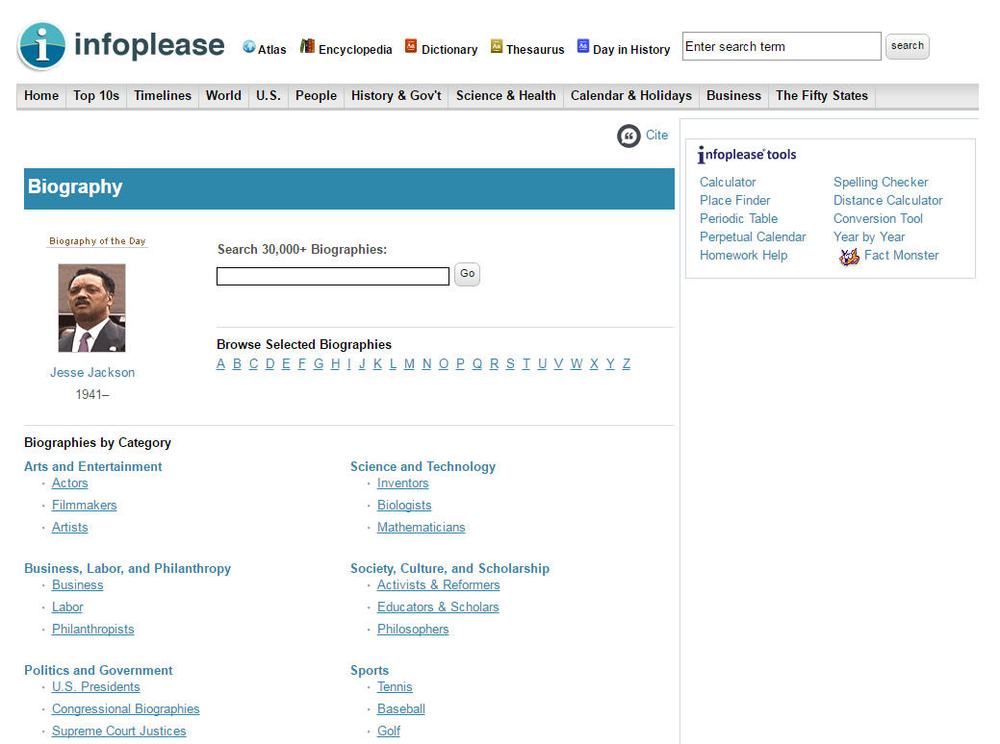 infoplease Atlas Encyclopedia Dictionary Thesaurus Day in History Enter search term search
Home Top 10s Timelines World U.S. People History & Gov't Science & Health Calendar & Holidays Business The Fifty States
Cite
Biography
Biography of the Day
Jesse Jackson
1941–
Search 30,000+ Biographies:
Go
Browse Selected Biographies
A B C D E F G H I J K L M N O P Q R S T U V W X Y Z
Biographies by Category
Arts and Entertainment
Actors
Filmmakers
Artists
Science and Technology
Inventors
Biologists
Mathematicians
Business, Labor, and Philanthropy
Business
Labor
Philanthropists
Society, Culture, and Scholarship
Activists & Reformers
Educators & Scholars
Philosophers
Politics and Government
U.S. Presidents
Congressional Biographies
Supreme Court Justices
Sports
Tennis
Baseball
Golf
infoplease® tools
Calculator
Place Finder
Periodic Table
Perpetual Calendar
Homework Help
Spelling Checker
Distance Calculator
Conversion Tool
Year by Year
Fact Monster